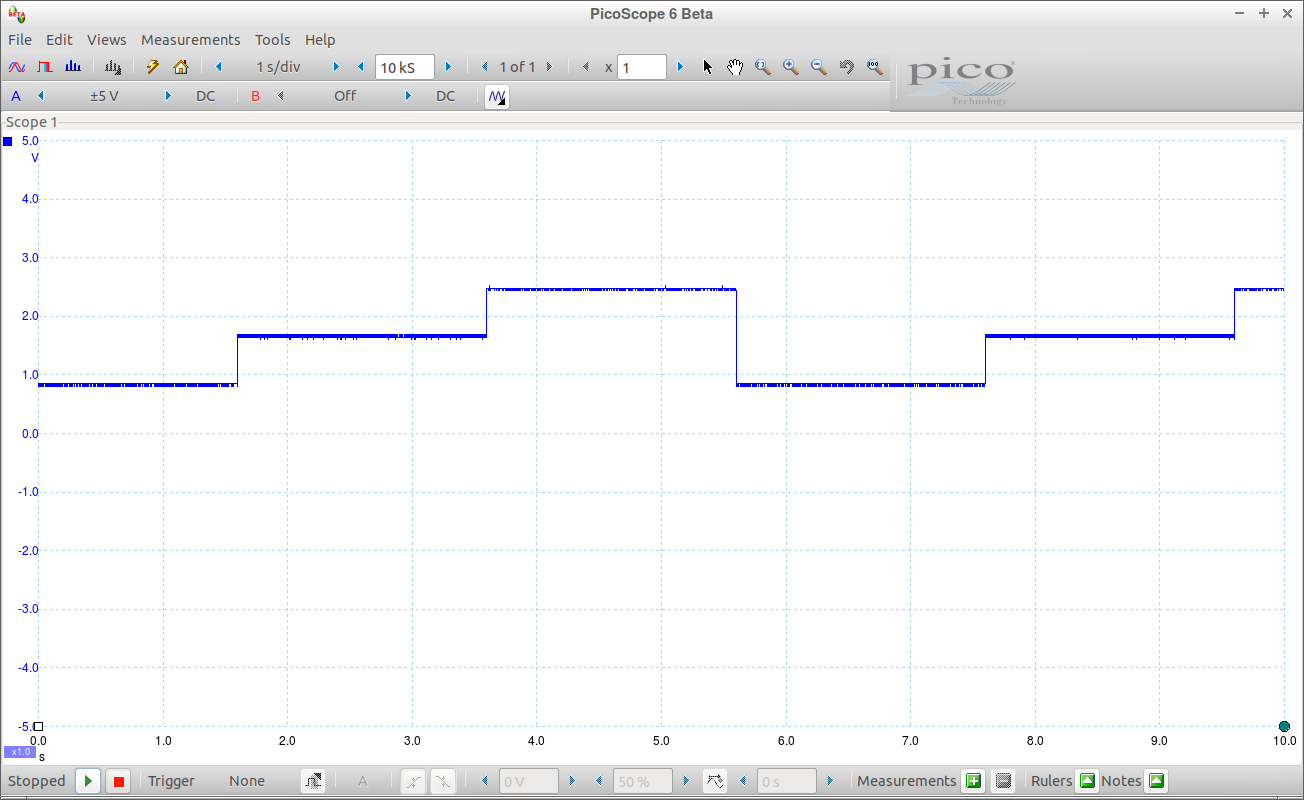 BETA
PicoScope 6 Beta
File Edit Views Measurements Tools Help
1 s/div 10 kS 1 of 1 x 1
A ±5 V DC B Off DC
pico
Technology
Scope 1
5.0
V
4.0
3.0
2.0
1.0
0.0
-1.0
-2.0
-3.0
-4.0
-5.0
0.0 1.0 2.0 3.0 4.0 5.0 6.0 7.0 8.0 9.0 10.0
x1.0
s
Stopped Trigger None A 0 V 50 % 0 s Measurements Rulers Notes